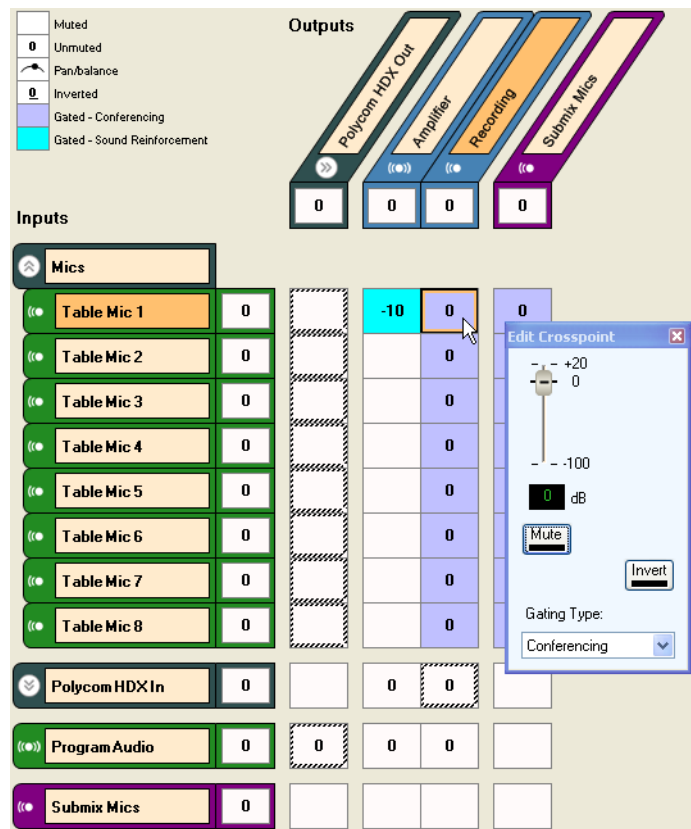 Muted
0 Unmuted
Pan/balance
0 Inverted
Gated - Conferencing
Gated - Sound Reinforcement
Outputs
Polycom HDX Out
Amplifier
Recording
Submix Mics
0 0 0 0
Inputs
Mics
Table Mic 1 0 -10 0 0
Table Mic 2 0 0
Table Mic 3 0 0
Table Mic 4 0 0
Table Mic 5 0 0
Table Mic 6 0 0
Table Mic 7 0 0
Table Mic 8 0 0
Polycom HDX In 0 0 0
Program Audio 0 0 0 0
Submix Mics 0
Edit Crosspoint
+20
0
-100
0 dB
Mute
Invert
Gating Type:
Conferencing